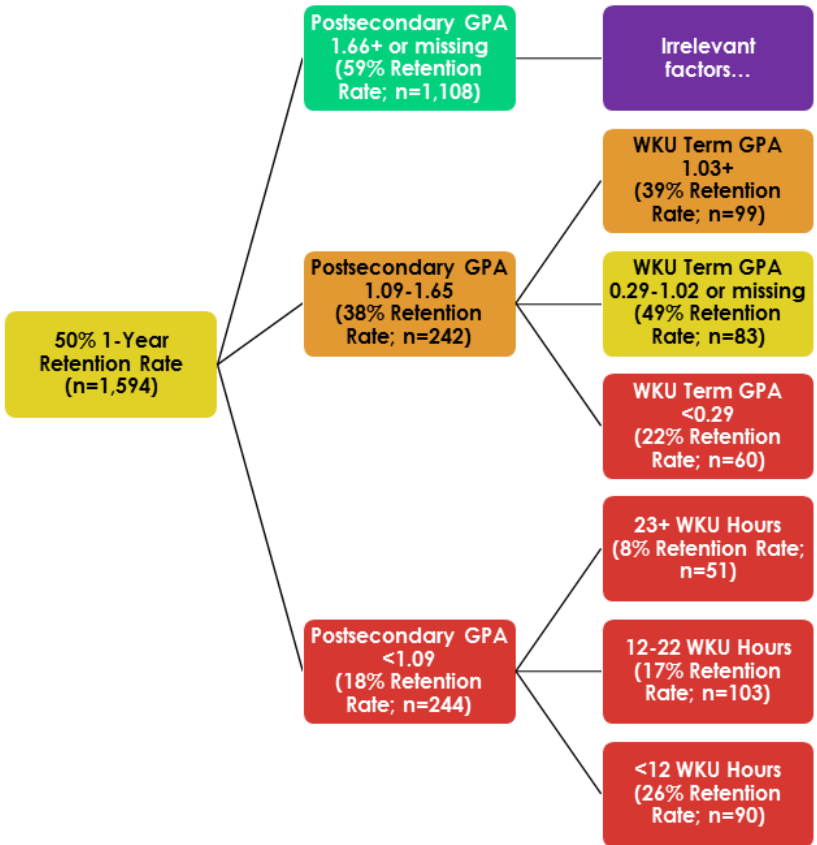 50% 1-Year
Retention Rate
(n=1,594)
Postsecondary GPA
1.66+ or missing
(59% Retention
Rate; n=1,108)
Irrelevant
factors...
Postsecondary GPA
1.09-1.65
(38% Retention
Rate; n=242)
WKU Term GPA
1.03+
(39% Retention
Rate; n=99)
WKU Term GPA
0.29-1.02 or missing
(49% Retention
Rate; n=83)
WKU Term GPA
<0.29
(22% Retention
Rate; n=60)
Postsecondary GPA
<1.09
(18% Retention
Rate; n=244)
23+ WKU Hours
(8% Retention Rate;
n=51)
12-22 WKU Hours
(17% Retention
Rate; n=103)
<12 WKU Hours
(26% Retention
Rate; n=90)